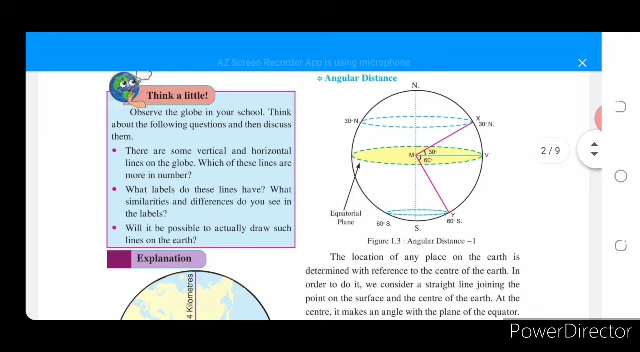 AZ Screen Recorder App is using microphone
Think a little!
Observe the globe in your school. Think
about the following questions and then discuss
them.
• There are some vertical and horizontal
lines on the globe. Which of these lines are
more in number?
• What labels do these lines have? What
similarities and differences do you see in
the labels?
• Will it be possible to actually draw such
lines on the earth?
Explanation
4 Kilometres
Angular Distance
N.
30° N.
X
30° N.
M
30°
60°
V
Equatorial
Plane
60° S.
S.
Y
60° S.
Figure 1.3 : Angular Distance –1
The location of any place on the earth is
determined with reference to the centre of the earth. In
order to do it, we consider a straight line joining the
point on the surface and the centre of the earth. At the
centre, it makes an angle with the plane of the equator.
2 / 9
PowerDirector